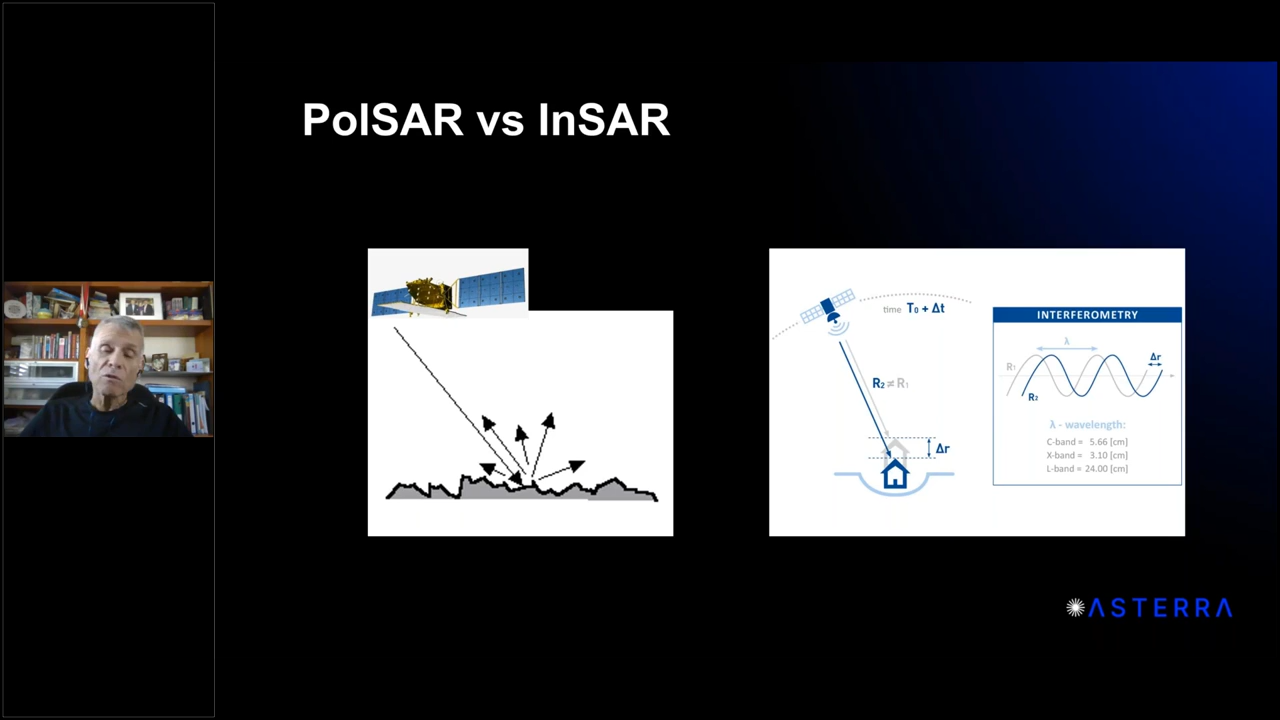 PolSAR vs InSAR
time T₀ + Δt
R₂ ≠ R₁
Δr
INTERFEROMETRY
λ
Δr
R₁
R₂
λ - wavelength:
C-band = 5.66 [cm]
X-band = 3.10 [cm]
L-band = 24.00 [cm]
ASTERRA